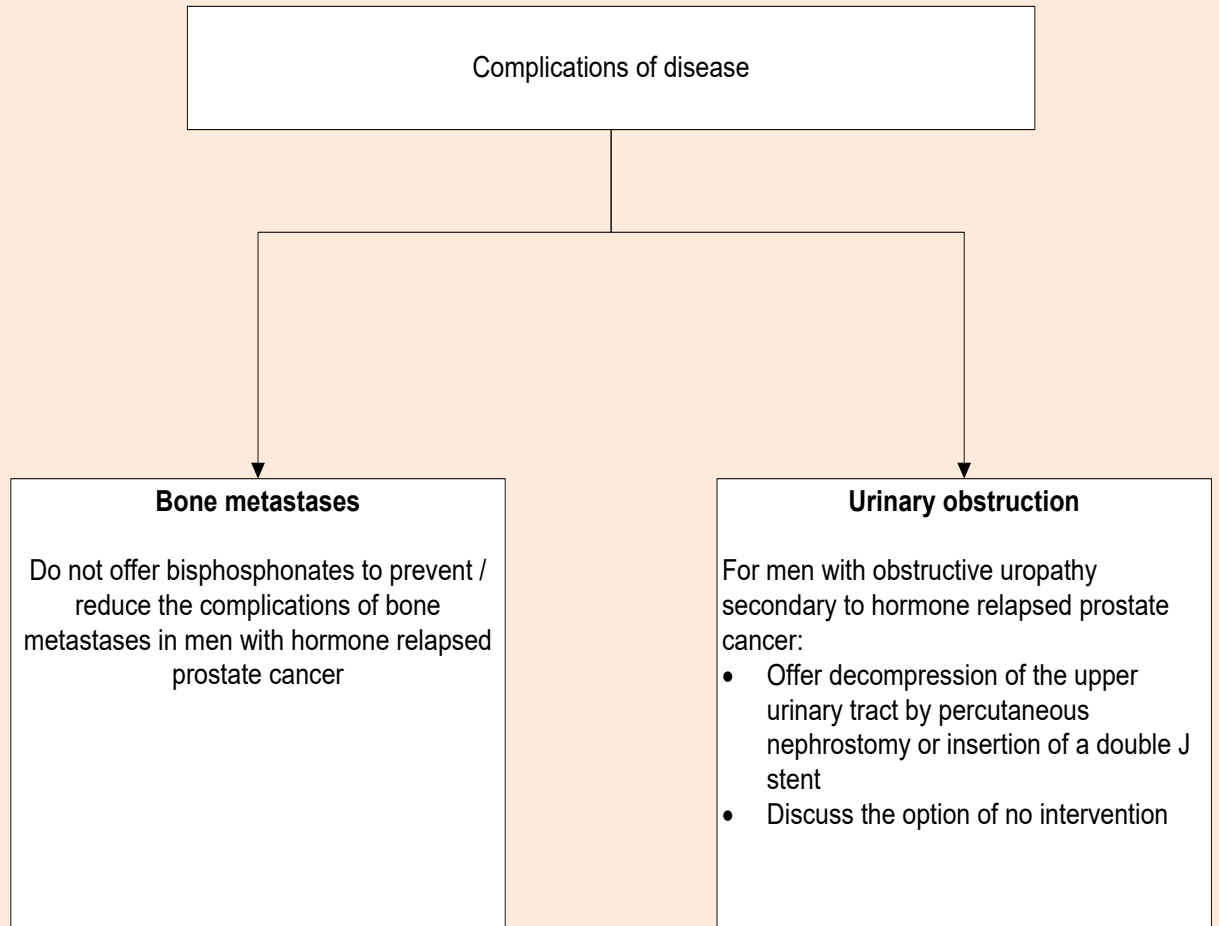 Complications of disease
Bone metastases
Do not offer bisphosphonates to prevent /
reduce the complications of bone
metastases in men with hormone relapsed
prostate cancer
Urinary obstruction
For men with obstructive uropathy
secondary to hormone relapsed prostate
cancer:
• Offer decompression of the upper
urinary tract by percutaneous
nephrostomy or insertion of a double J
stent
• Discuss the option of no intervention